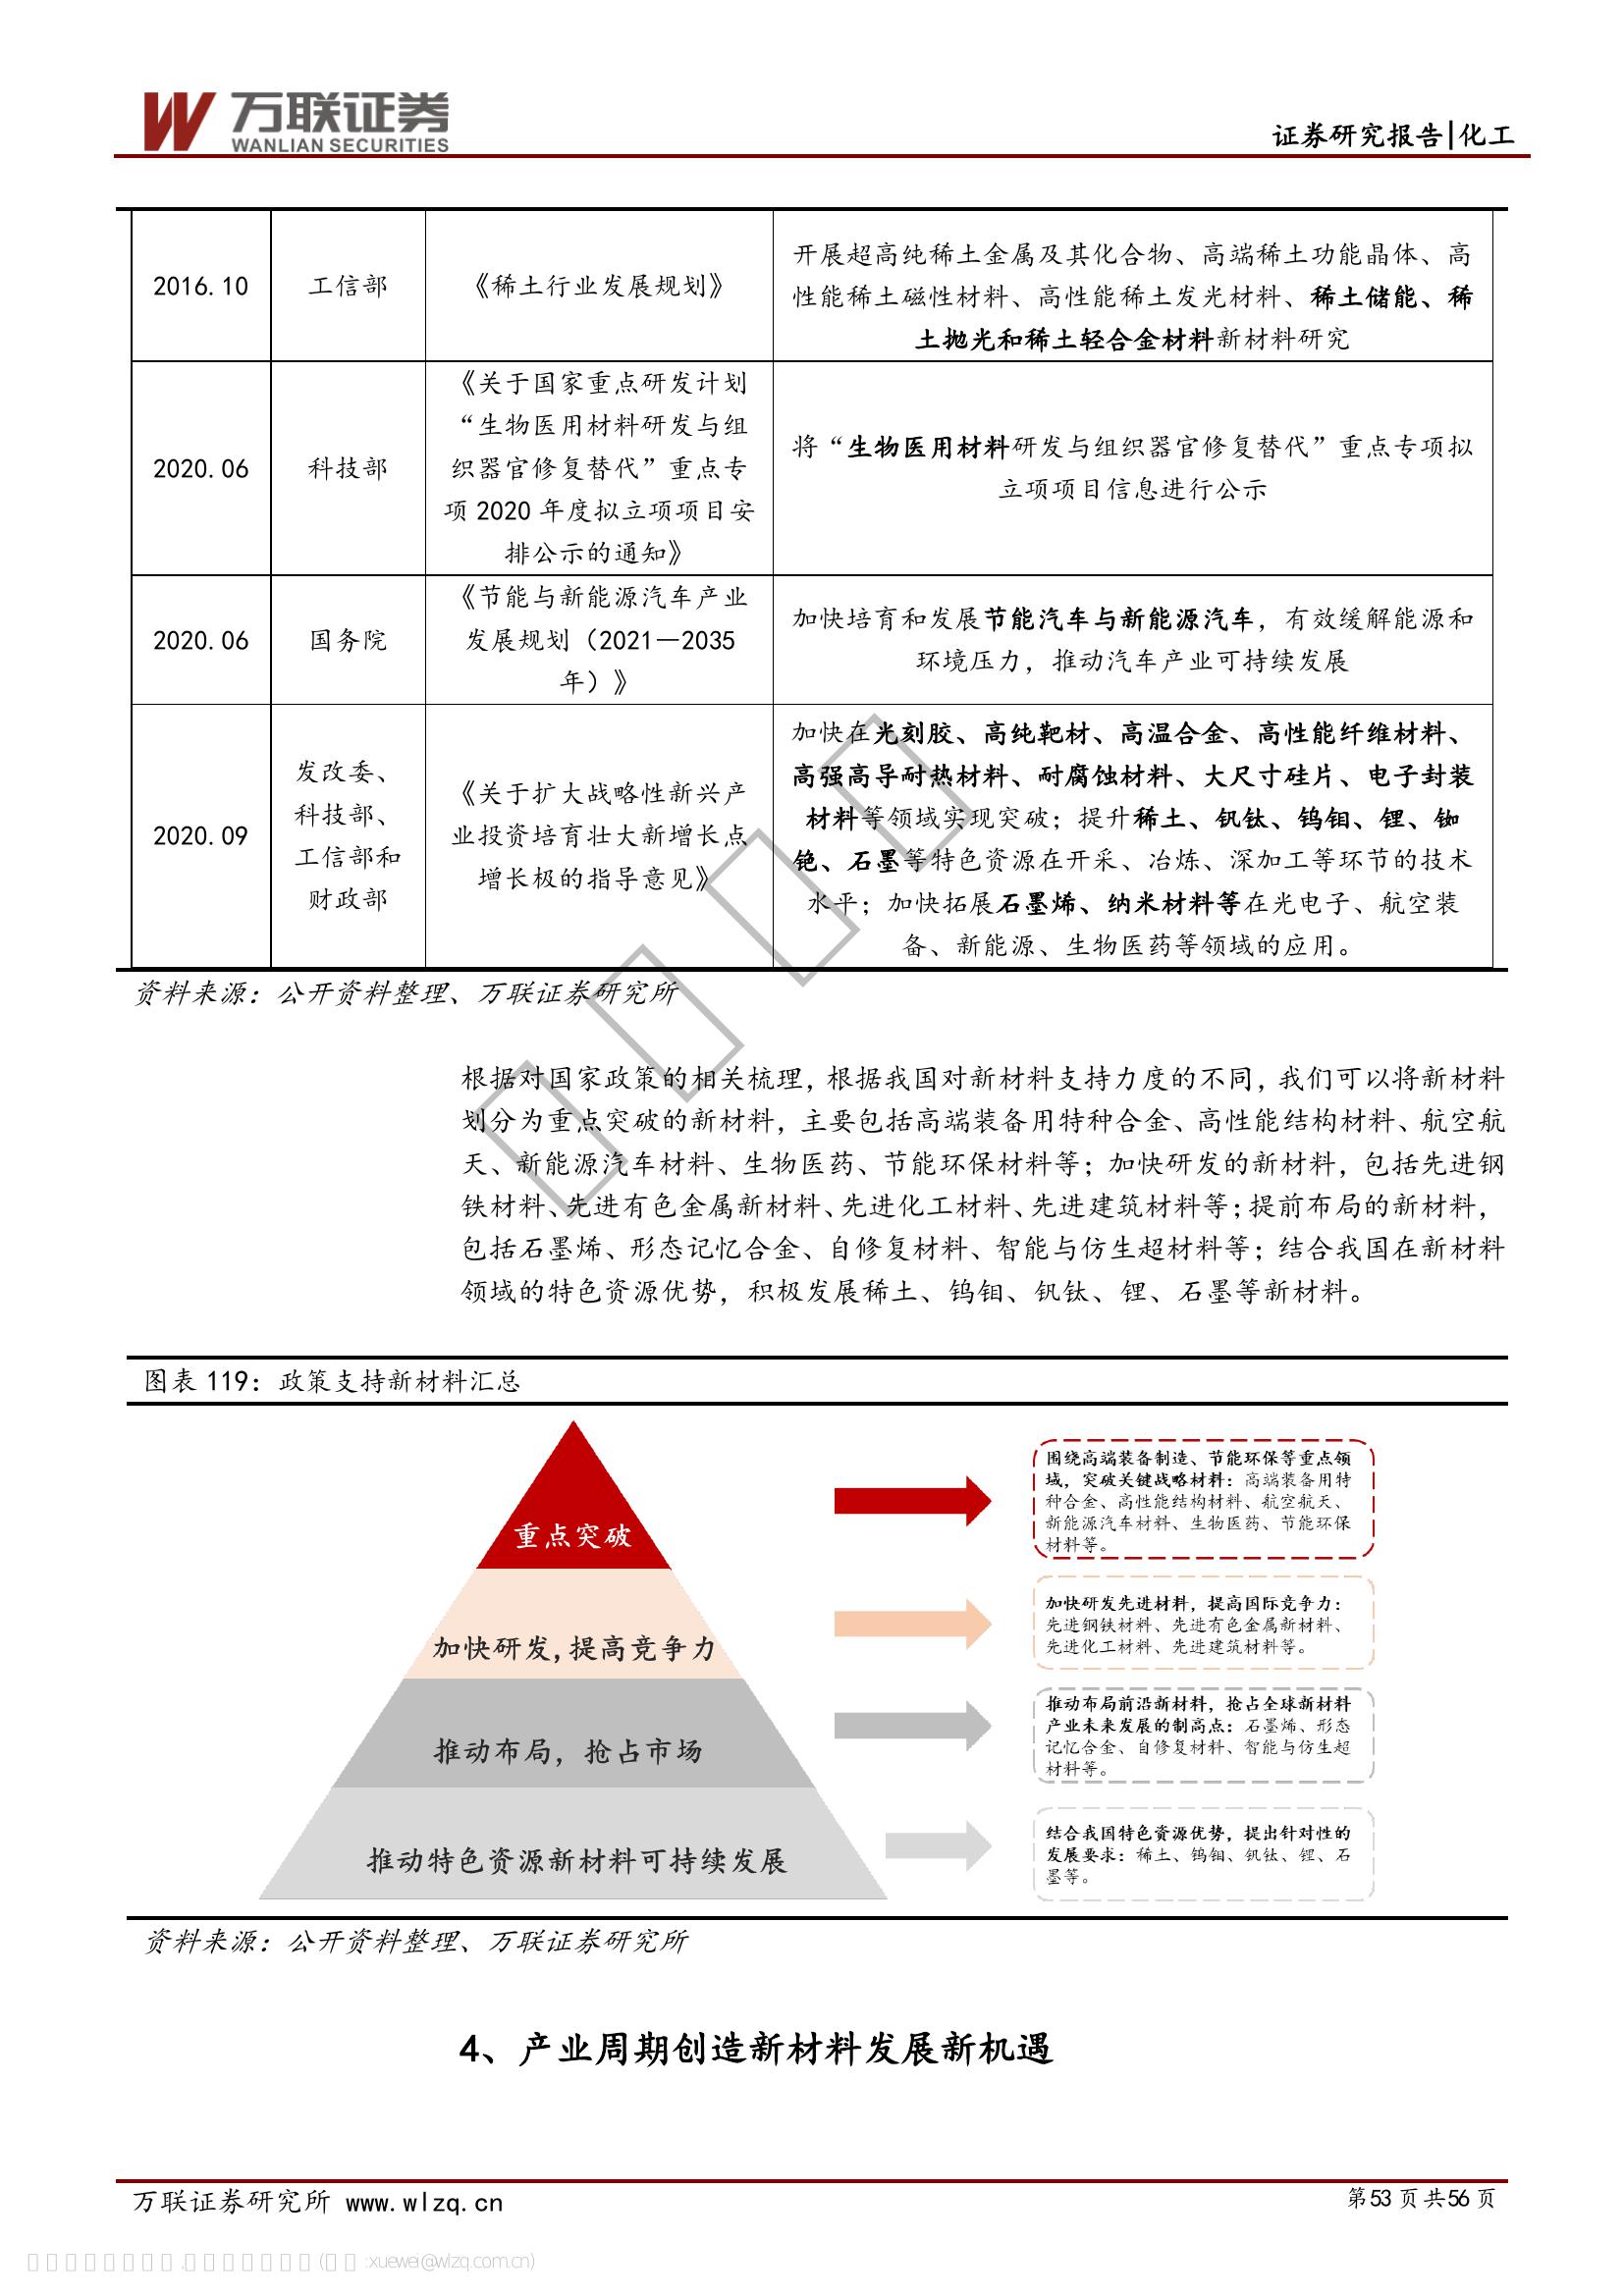 万联证券
WANLIAN SECURITIES
证券研究报告|化工
2016.10
工信部
《稀土行业发展规划》
开展超高纯稀土金属及其化合物、高端稀土功能晶体、高
性能稀土磁性材料、高性能稀土发光材料、稀土储能、稀
土抛光和稀土轻合金材料新材料研究
2020.06
科技部
《关于国家重点研发计划
“生物医用材料研发与组
织器官修复替代”重点专
项 2020 年度拟立项项目安
排公示的通知》
将“生物医用材料研发与组织器官修复替代”重点专项拟
立项项目信息进行公示
2020.06
国务院
《节能与新能源汽车产业
发展规划（2021—2035
年）》
加快培育和发展节能汽车与新能源汽车，有效缓解能源和
环境压力，推动汽车产业可持续发展
2020.09
发改委、
科技部、
工信部和
财政部
《关于扩大战略性新兴产
业投资培育壮大新增长点
增长极的指导意见》
加快在光刻胶、高纯靶材、高温合金、高性能纤维材料、
高强高导耐热材料、耐腐蚀材料、大尺寸硅片、电子封装
材料等领域实现突破；提升稀土、钒钛、钨钼、锂、铷
铯、石墨等特色资源在开采、冶炼、深加工等环节的技术
水平；加快拓展石墨烯、纳米材料等在光电子、航空装
备、新能源、生物医药等领域的应用。
资料来源：公开资料整理、万联证券研究所
根据对国家政策的相关梳理，根据我国对新材料支持力度的不同，我们可以将新材料
划分为重点突破的新材料，主要包括高端装备用特种合金、高性能结构材料、航空航
天、新能源汽车材料、生物医药、节能环保材料等；加快研发的新材料，包括先进钢
铁材料、先进有色金属新材料、先进化工材料、先进建筑材料等；提前布局的新材料，
包括石墨烯、形态记忆合金、自修复材料、智能与仿生超材料等；结合我国在新材料
领域的特色资源优势，积极发展稀土、钨钼、钒钛、锂、石墨等新材料。
图表 119：政策支持新材料汇总
重点突破
围绕高端装备制造、节能环保等重点领
域，突破关键战略材料：高端装备用特
种合金、高性能结构材料、航空航天、
新能源汽车材料、生物医药、节能环保
材料等。
加快研发,提高竞争力
加快研发先进材料，提高国际竞争力：
先进钢铁材料、先进有色金属新材料、
先进化工材料、先进建筑材料等。
推动布局，抢占市场
推动布局前沿新材料，抢占全球新材料
产业未来发展的制高点：石墨烯、形态
记忆合金、自修复材料、智能与仿生超
材料等。
推动特色资源新材料可持续发展
结合我国特色资源优势，提出针对性的
发展要求：稀土、钨钼、钒钛、锂、石
墨等。
资料来源：公开资料整理、万联证券研究所
4、产业周期创造新材料发展新机遇
万联证券研究所 www.wlzq.cn
第53 页 共56 页
xuewei@wlzq.com.cn)